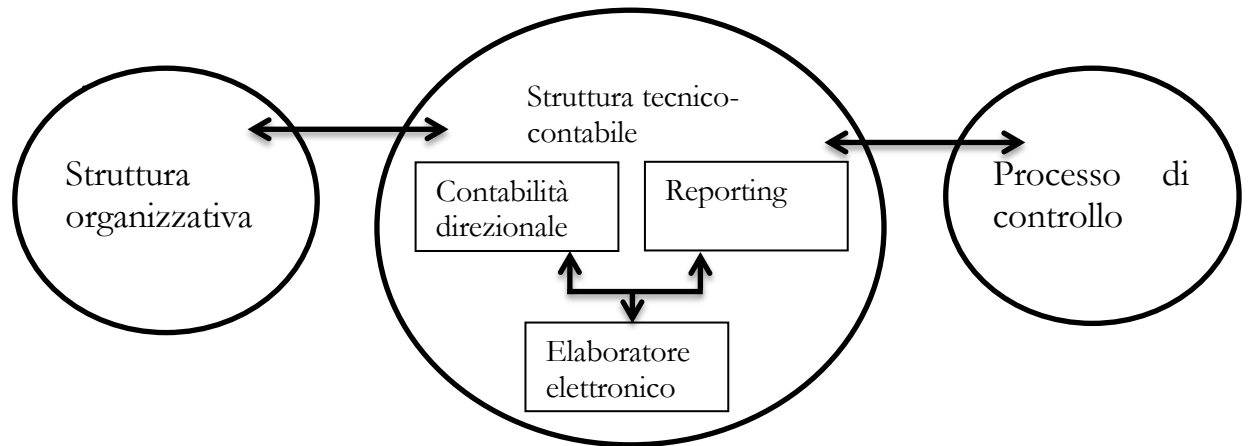 Struttura
organizzativa
Struttura tecnico-
contabile
Contabilità
direzionale
Reporting
Elaboratore
elettronico
Processo di
controllo